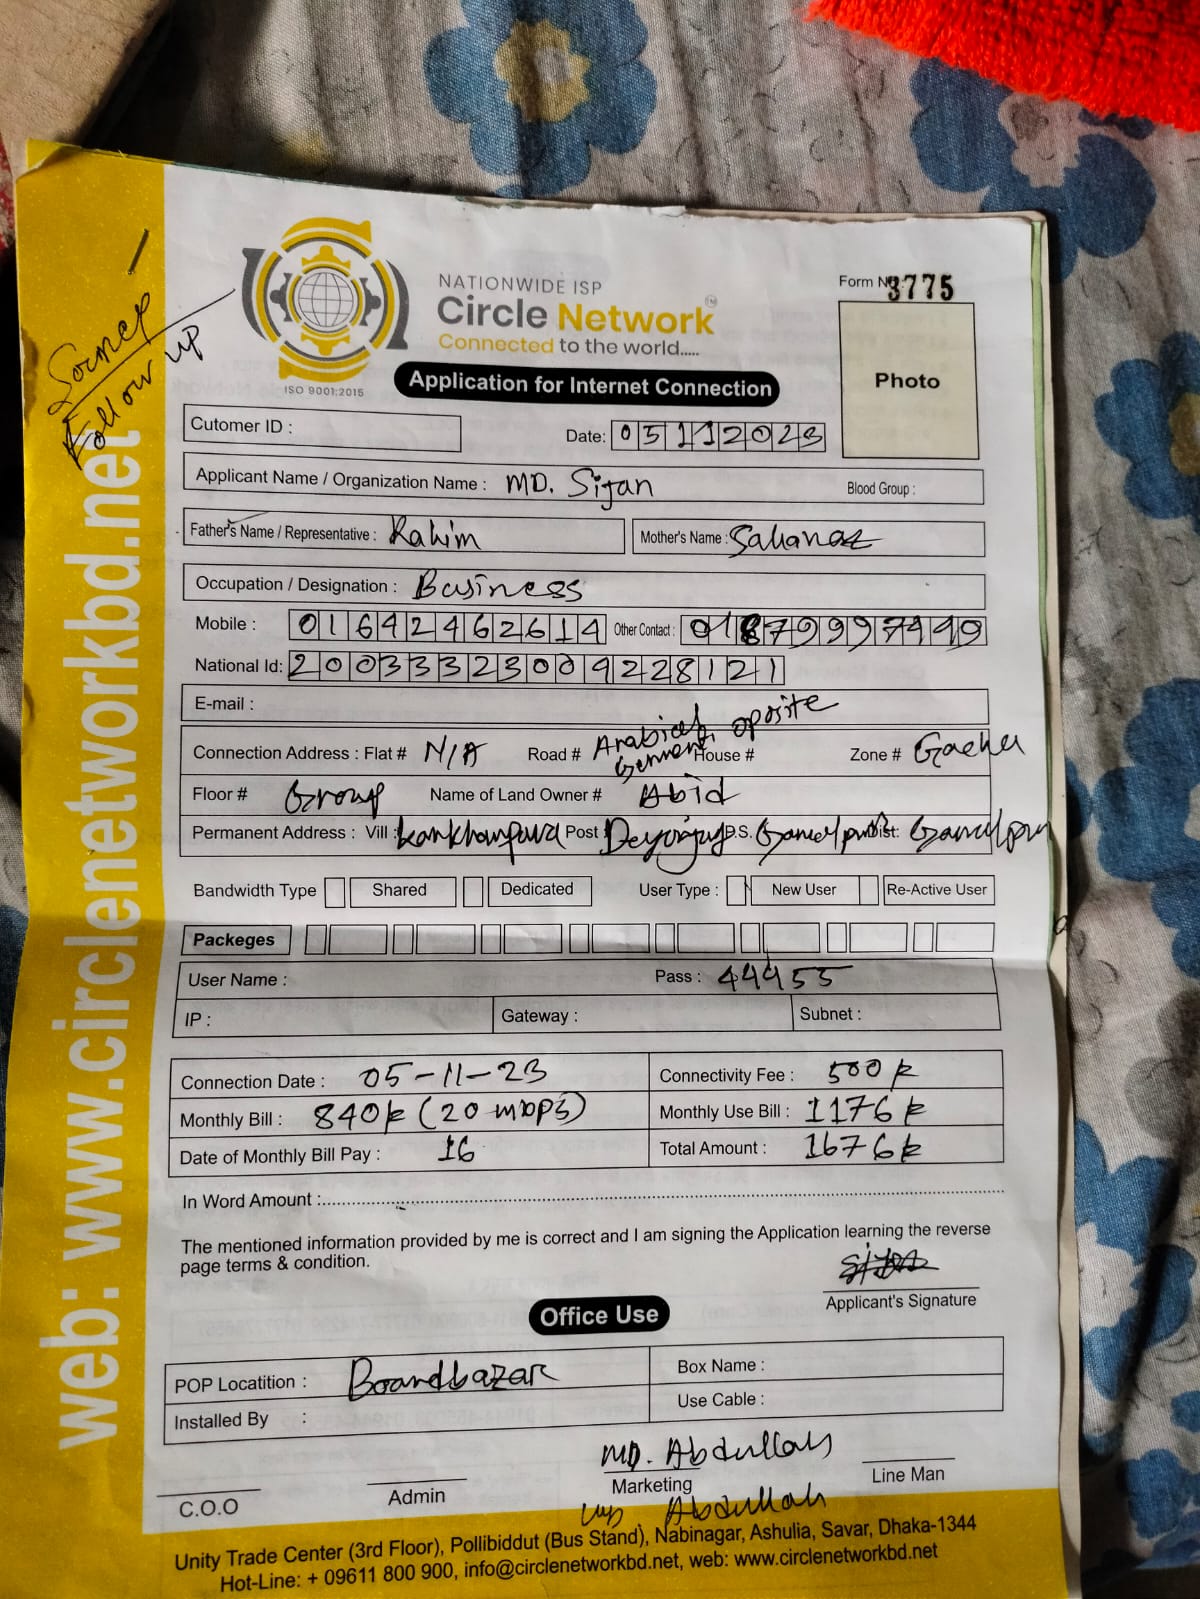 Follow up
NATIONWIDE ISP
Circle Network TM
Connected to the world.....
ISO 9001:2015
Form No 3775
Photo
Application for Internet Connection
Cutomer ID :
Date: 05112023
Applicant Name / Organization Name : MD. Sifan Blood Group :
Father's Name / Representative : Rahim Mother's Name : Sahanaz
Occupation / Designation : Business
Mobile : 01642462614 Other Contact :
National Id: 20033323009228121
E-mail :
Connection Address : Flat # N/A Road # oposite House # Zone #
Floor # Name of Land Owner # Abid
Permanent Address : Vill : Post : P.S. Dist:
Bandwidth Type Shared Dedicated User Type : New User Re-Active User
Packeges
User Name : Pass : 44455
IP : Gateway : Subnet :
Connection Date : 05-11-23 Connectivity Fee : 500
Monthly Bill : 840 (20 mbps) Monthly Use Bill : 1176
Date of Monthly Bill Pay : 16 Total Amount : 1676
In Word Amount :
The mentioned information provided by me is correct and I am signing the Application learning the reverse
page terms & condition.
Applicant's Signature
Office Use
POP Locatition : Boardbazar Box Name :
Installed By : Use Cable :
MD. Abdullah
C.O.O Admin Marketing Line Man
Abdullah
Unity Trade Center (3rd Floor), Pollibiddut (Bus Stand), Nabinagar, Ashulia, Savar, Dhaka-1344
Hot-Line: + 09611 800 900, info@circlenetworkbd.net, web: www.circlenetworkbd.net
web: www.circlenetworkbd.net